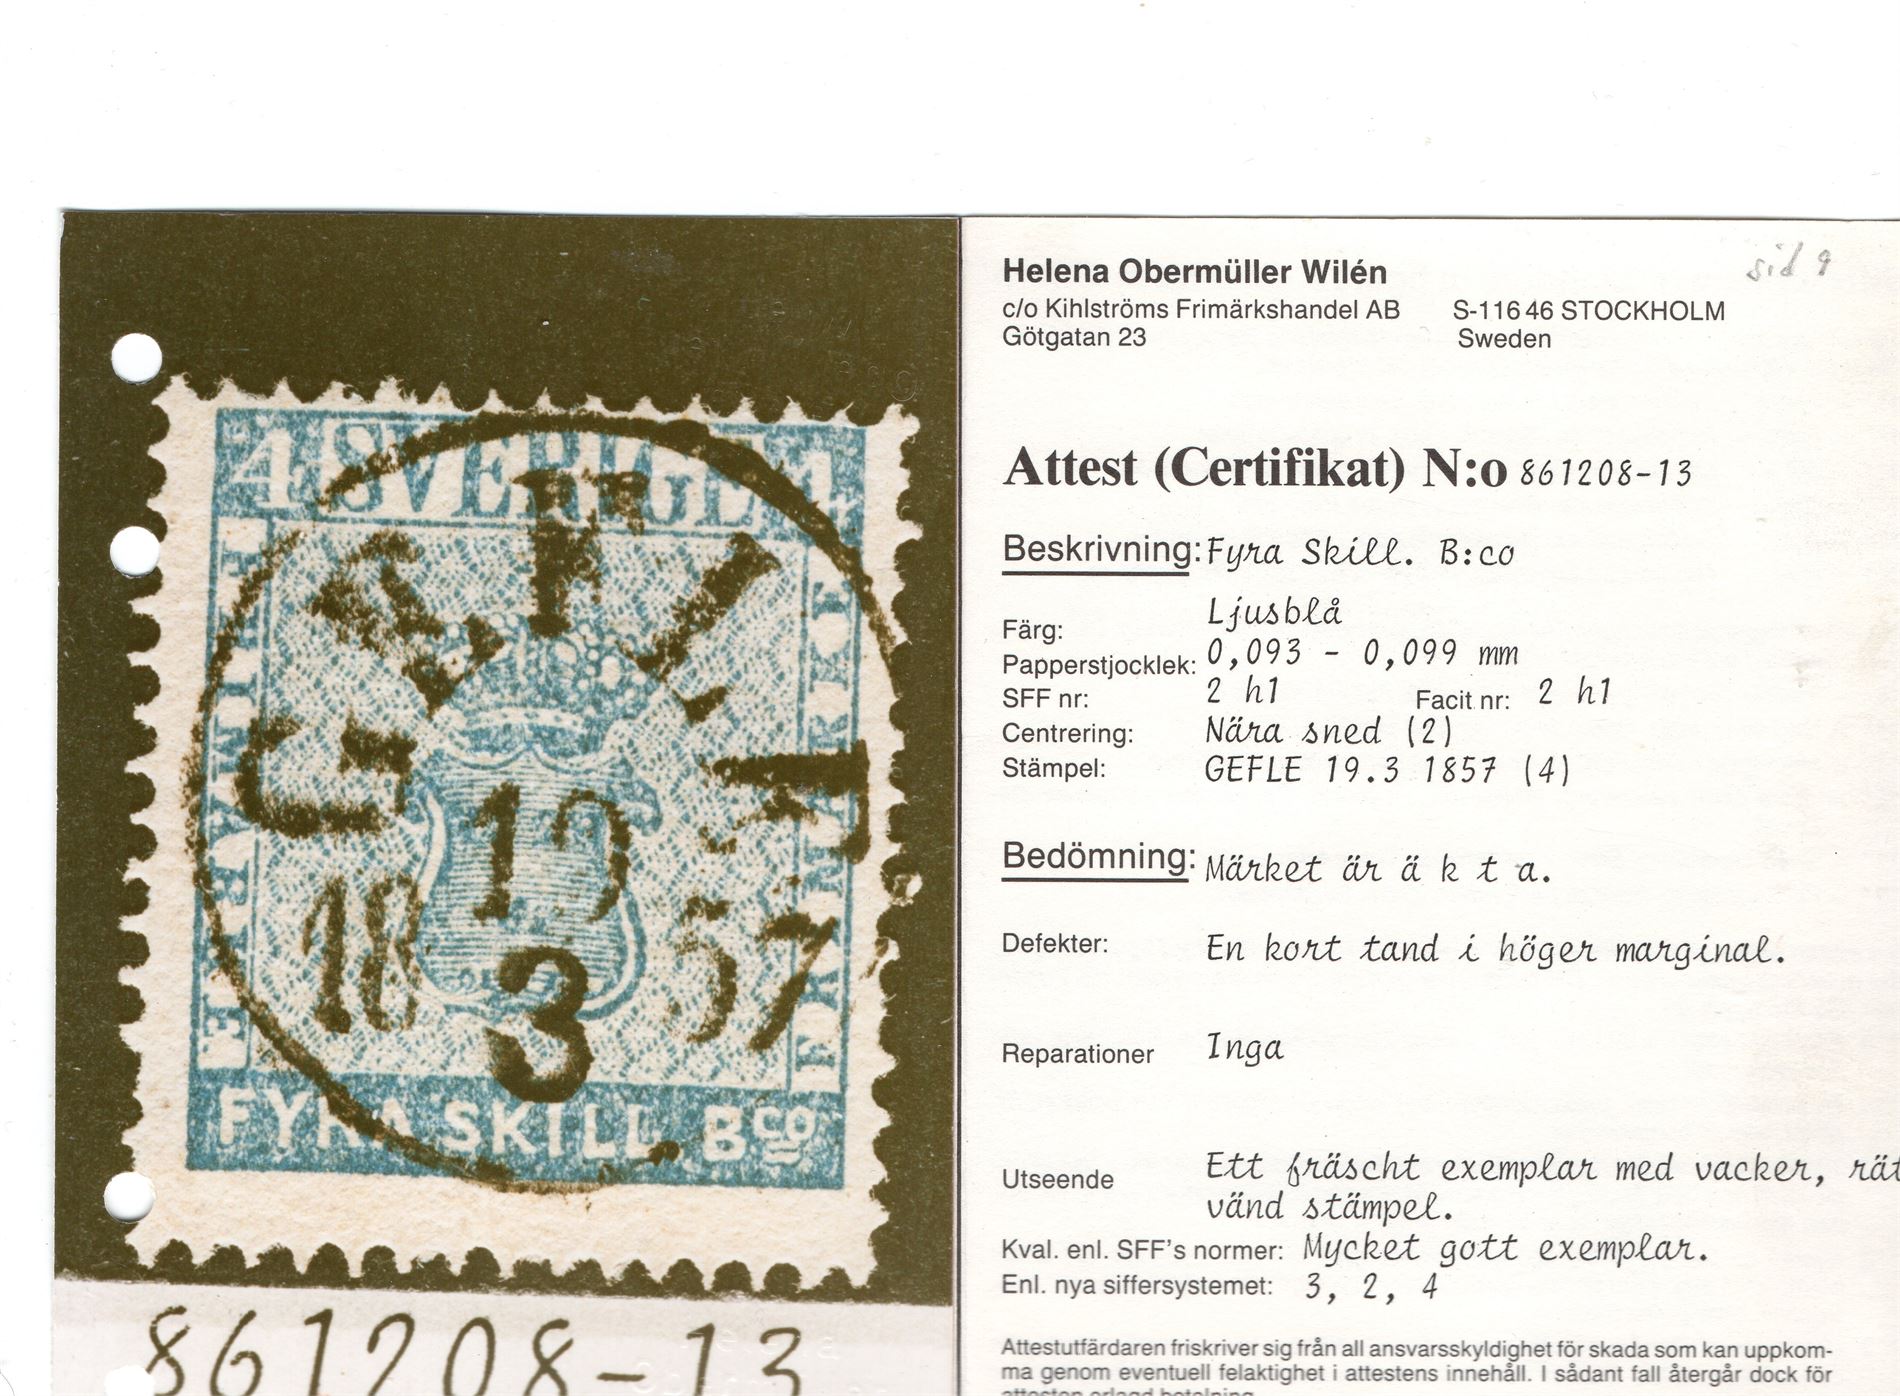 4 SVERIGE 4
FRIMÄRKE
GEFLE
19
18 57
3
FYRA SKILL. Bco
861208-13
sid 9
Helena Obermüller Wilén
c/o Kihlströms Frimärkshandel AB S-116 46 STOCKHOLM
Götgatan 23 Sweden
Attest (Certifikat) N:o 861208-13
Beskrivning: Fyra Skill. B:co
Färg: Ljusblå
Papperstjocklek: 0,093 - 0,099 mm
SFF nr: 2 h1 Facit nr: 2 h1
Centrering: Nära sned (2)
Stämpel: GEFLE 19.3 1857 (4)
Bedömning: Märket är ä k t a.
Defekter: En kort tand i höger marginal.
Reparationer Inga
Utseende Ett fräscht exemplar med vacker, rät
vänd stämpel.
Kval. enl. SFF's normer: Mycket gott exemplar.
Enl. nya siffersystemet: 3, 2, 4
Attestutfärdaren friskriver sig från all ansvarsskyldighet för skada som kan uppkom-
ma genom eventuell felaktighet i attestens innehåll. I sådant fall återgår dock för
attesten erlagd betalning.